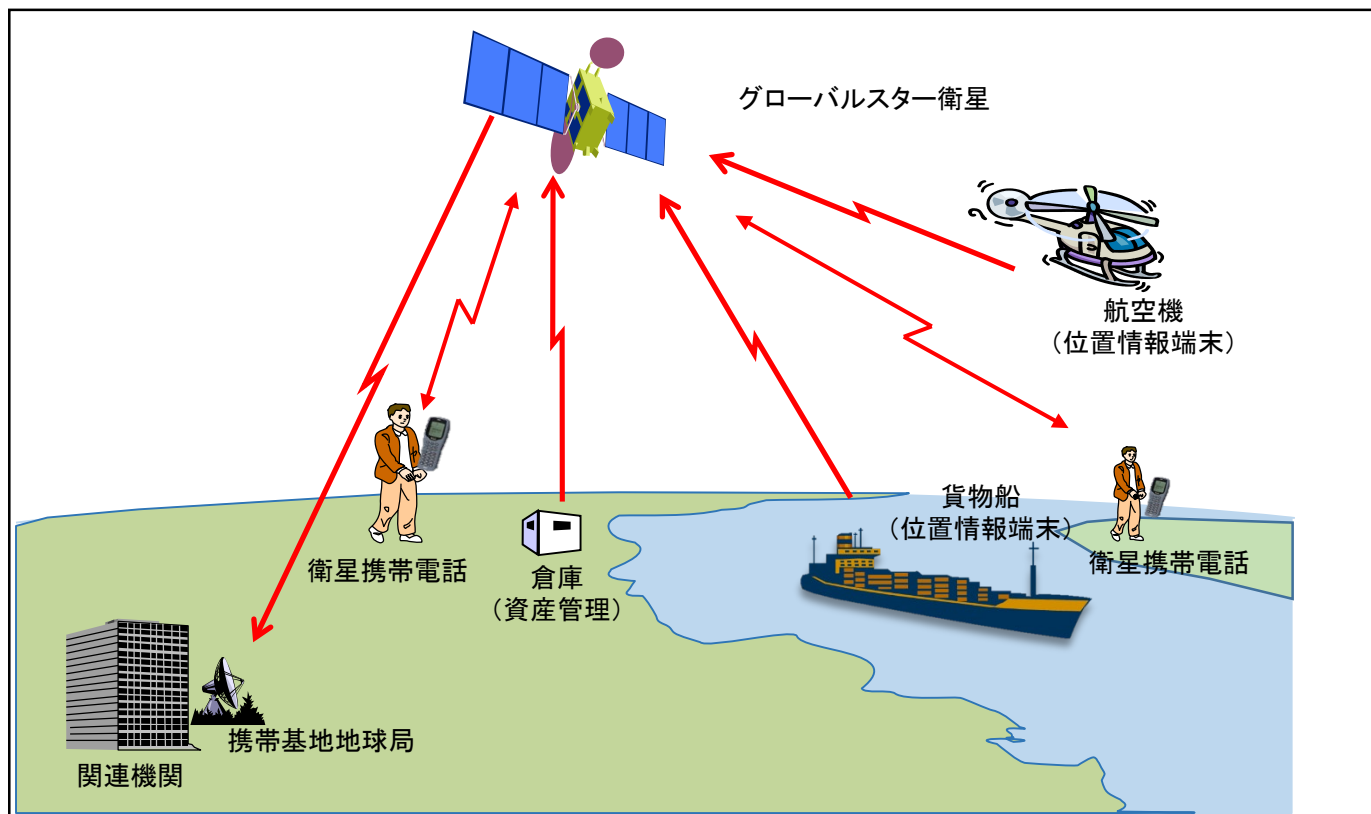 グローバルスター衛星
航空機
（位置情報端末）
貨物船
（位置情報端末）
衛星携帯電話
倉庫
（資産管理）
衛星携帯電話
携帯基地地球局
関連機関